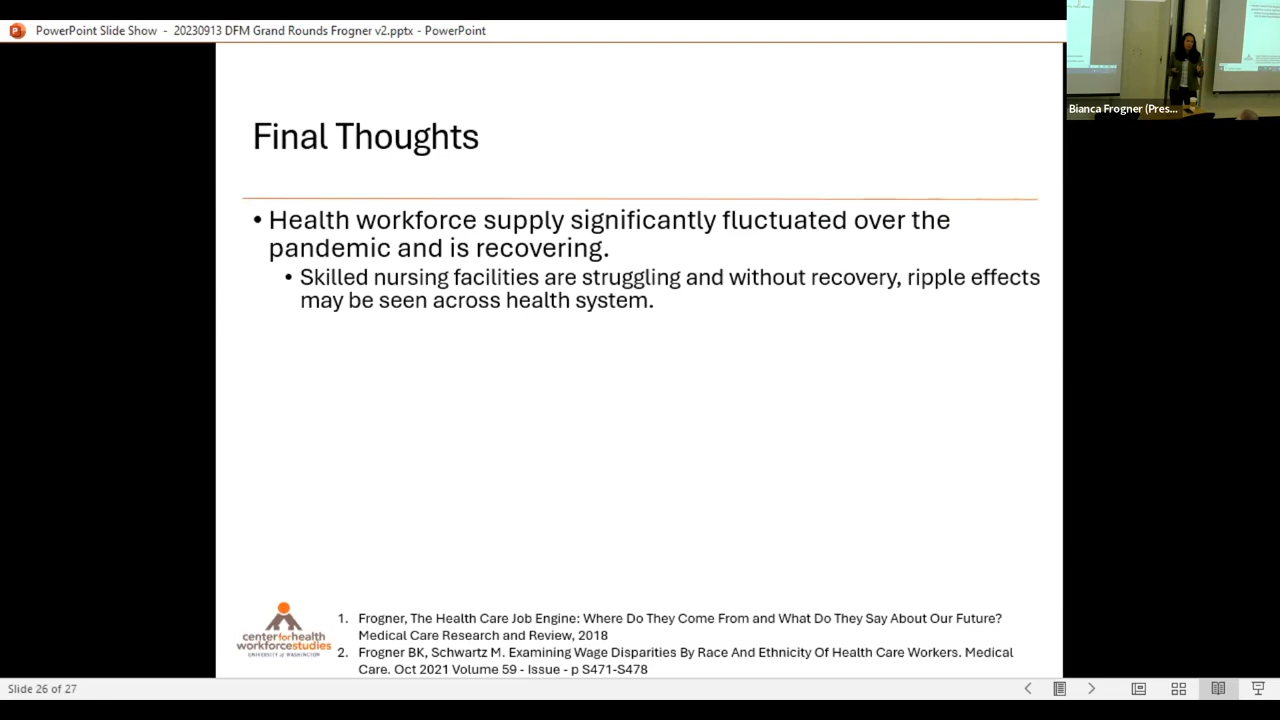 PowerPoint Slide Show - 20230913 DFM Grand Rounds Frogner v2.pptx - PowerPoint
Bianca Frogner (Pres...
Final Thoughts
• Health workforce supply significantly fluctuated over the
pandemic and is recovering.
• Skilled nursing facilities are struggling and without recovery, ripple effects
may be seen across health system.
centerforhealth
workforcestudies
UNIVERSITY of WASHINGTON
1. Frogner, The Health Care Job Engine: Where Do They Come From and What Do They Say About Our Future?
Medical Care Research and Review, 2018
2. Frogner BK, Schwartz M. Examining Wage Disparities By Race And Ethnicity Of Health Care Workers. Medical
Care. Oct 2021 Volume 59 - Issue - p S471-S478
Slide 26 of 27